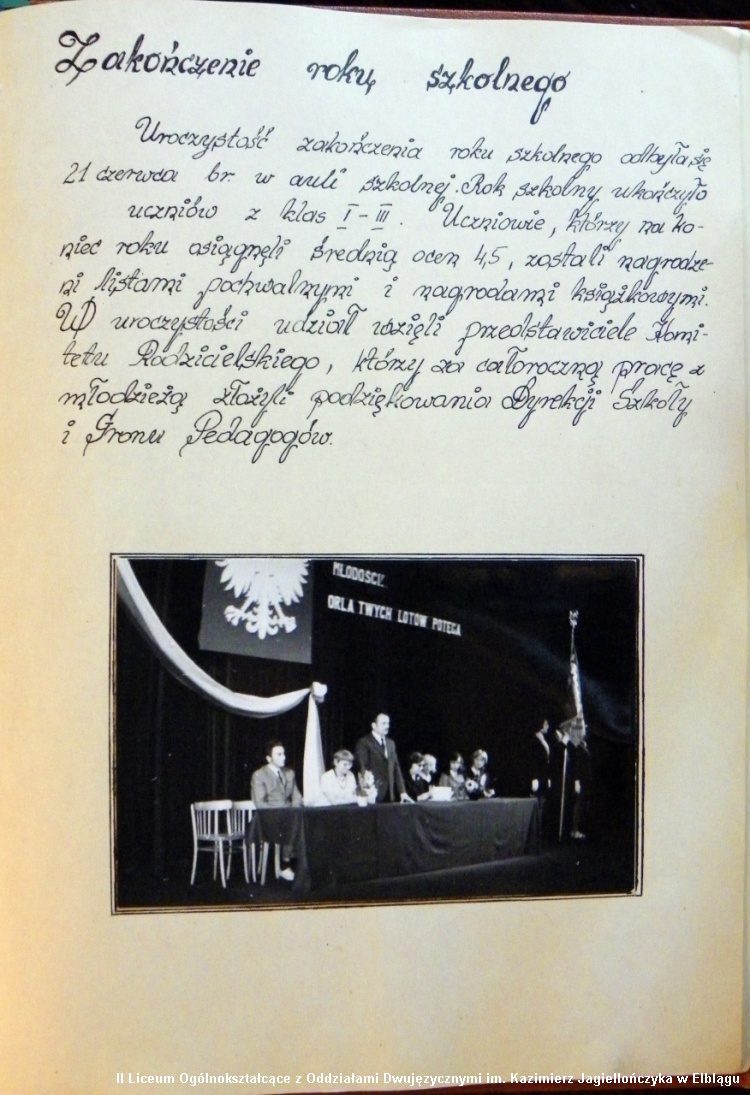 Zakończenie roku szkolnego
Uroczystość zakończenia roku szkolnego odbyła się
21 czerwca br. w auli szkolnej. Rok szkolny ukończyło
uczniów z klas I - III. Uczniowie, którzy na ko-
niec roku osiągnęli średnią ocen 4,5, zostali nagrodze-
ni listami pochwalnymi i nagrodami książkowymi.
W uroczystości udział wzięli przedstawiciele Komi-
tetu Rodzicielskiego, którzy za całoroczną pracę z
młodzieżą złożyli podziękowania Dyrekcji Szkoły
i Gronu Pedagogów.
MŁODOŚCI.
ORLA TWYCH LOTÓW POTĘGA
II Liceum Ogólnokształcące z Oddziałami Dwujęzycznymi im. Kazimierz Jagiellończyka w Elblągu